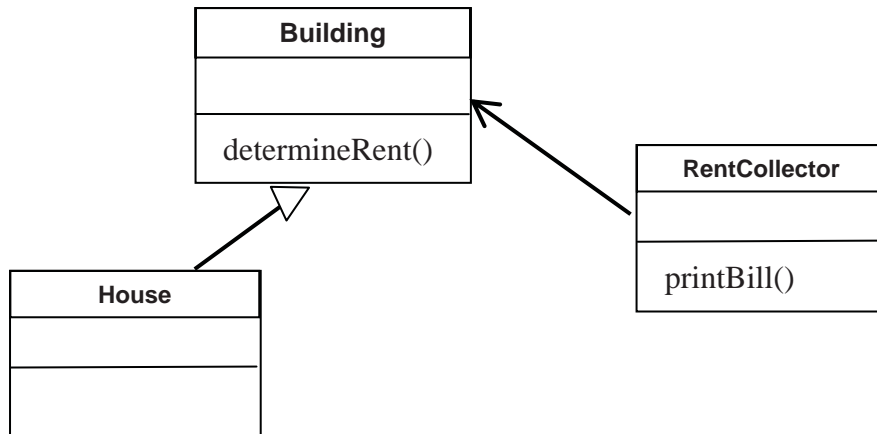 Building
determineRent()
RentCollector
printBill()
House